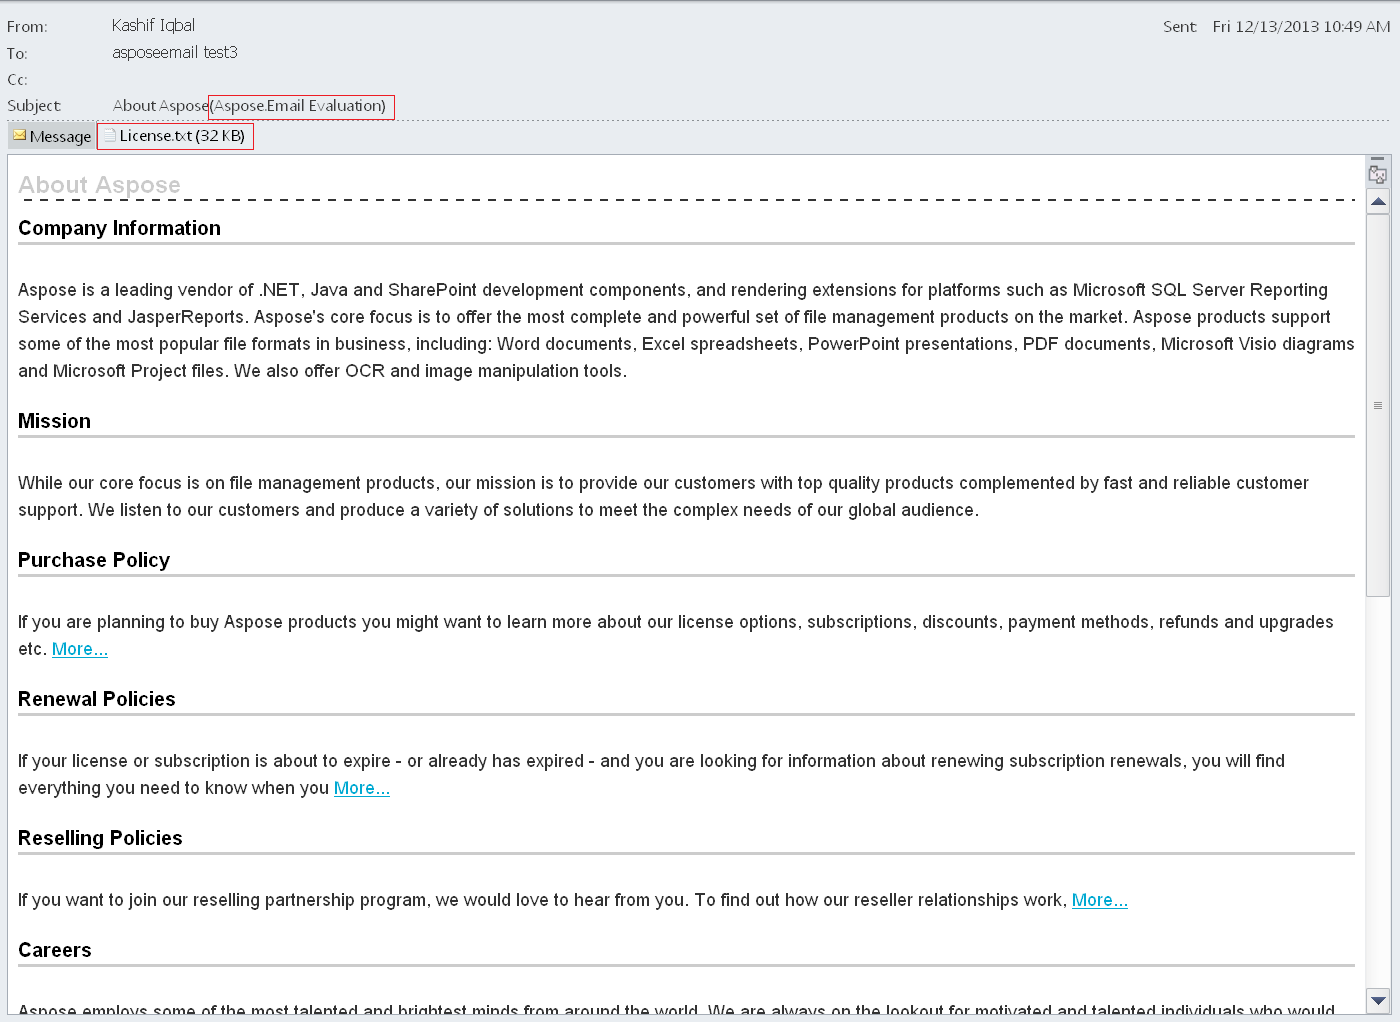 From: Kashif Iqbal Sent: Fri 12/13/2013 10:49 AM
To: asposeemail test3
Cc:
Subject: About Aspose(Aspose.Email Evaluation)
Message License.txt (32 KB)
About Aspose
Company Information
Aspose is a leading vendor of .NET, Java and SharePoint development components, and rendering extensions for platforms such as Microsoft SQL Server Reporting
Services and JasperReports. Aspose's core focus is to offer the most complete and powerful set of file management products on the market. Aspose products support
some of the most popular file formats in business, including: Word documents, Excel spreadsheets, PowerPoint presentations, PDF documents, Microsoft Visio diagrams
and Microsoft Project files. We also offer OCR and image manipulation tools.
Mission
While our core focus is on file management products, our mission is to provide our customers with top quality products complemented by fast and reliable customer
support. We listen to our customers and produce a variety of solutions to meet the complex needs of our global audience.
Purchase Policy
If you are planning to buy Aspose products you might want to learn more about our license options, subscriptions, discounts, payment methods, refunds and upgrades
etc. More...
Renewal Policies
If your license or subscription is about to expire - or already has expired - and you are looking for information about renewing subscription renewals, you will find
everything you need to know when you More...
Reselling Policies
If you want to join our reselling partnership program, we would love to hear from you. To find out how our reseller relationships work, More...
Careers
Aspose employs some of the most talented and brightest minds from around the world. We are always on the lookout for motivated and talented individuals who would